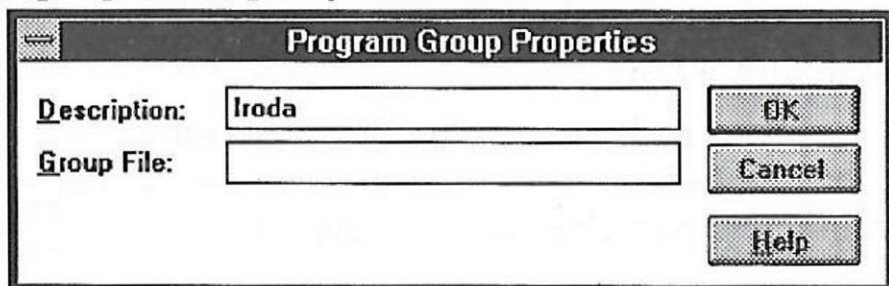 Program Group Properties
Description: Iroda OK
Group File: Cancel
Help